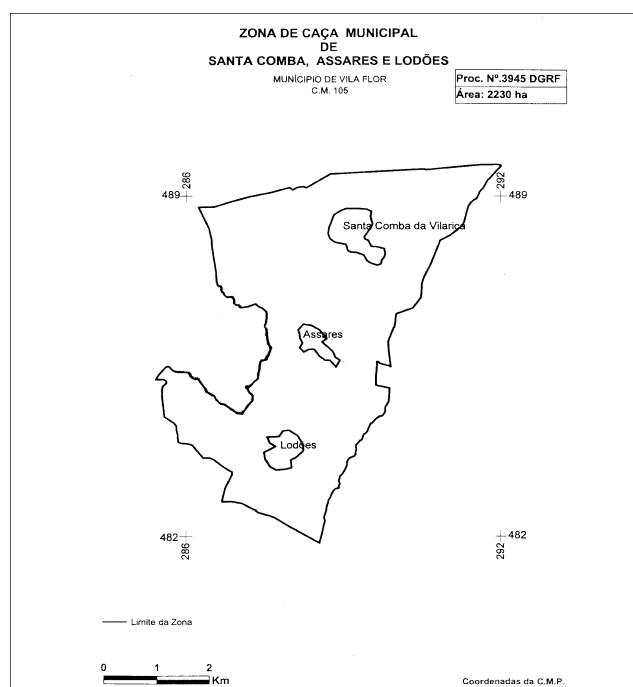 ZONA DE CAÇA MUNICIPAL
DE
SANTA COMBA, ASSARES E LODÕES
MUNÍCIPIO DE VILA FLOR
C.M. 105
Proc. Nº.3945 DGRF
Área: 2230 ha
286
292
489
489
Santa Comba da Vilariça
Assares
Lodões
482
482
286
292
Limite da Zona
0 1 2
Km
Coordenadas da C.M.P.